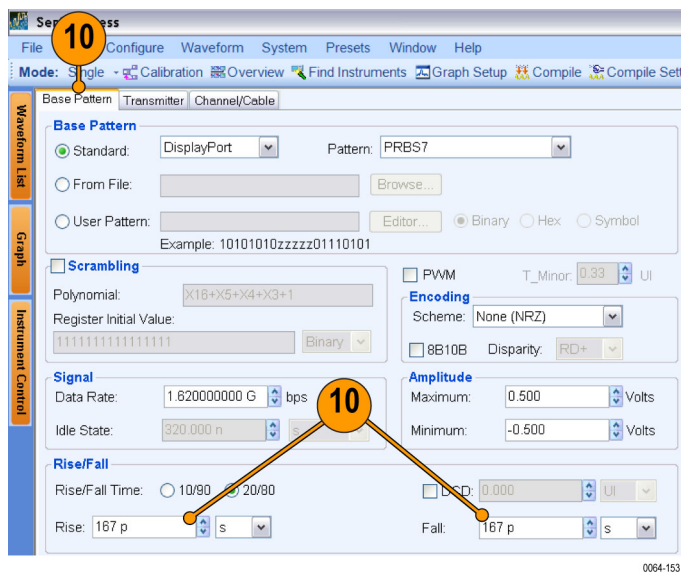 Ser ess
File Configure Waveform System Presets Window Help
10
Mode: Single Calibration Overview Find Instruments Graph Setup Compile Compile Sett
Base Pattern Transmitter Channel/Cable
Waveform List
Graph
Instrument Control
Base Pattern
Standard: DisplayPort Pattern: PRBS7
From File: Browse...
User Pattern: Editor... Binary Hex Symbol
Example: 10101010zzzzz01110101
Scrambling
PWM T_Minor: 0.33 UI
Polynomial: X16+X5+X4+X3+1
Encoding
Scheme: None (NRZ)
Register Initial Value:
1111111111111111 Binary
8B10B Disparity: RD+
Signal
Amplitude
Data Rate: 1.620000000 G bps
Maximum: 0.500 Volts
10
Idle State: 320.000 n s
Minimum: -0.500 Volts
Rise/Fall
Rise/Fall Time: 10/90 20/80
DCD: 0.000 UI
Rise: 167 p s
Fall: 167 p s
0064-153